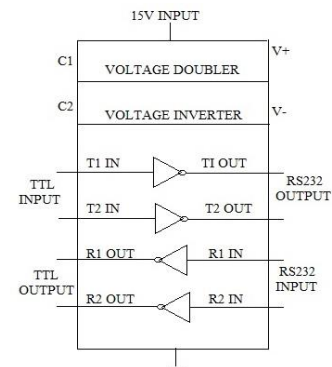 15V INPUT
C1
V+
VOLTAGE DOUBLER
C2
VOLTAGE INVERTER
V-
T1 IN
TI OUT
TTL
INPUT
RS232
OUTPUT
T2 IN
T2 OUT
R1 OUT
R1 IN
TTL
OUTPUT
RS232
INPUT
R2 OUT
R2 IN